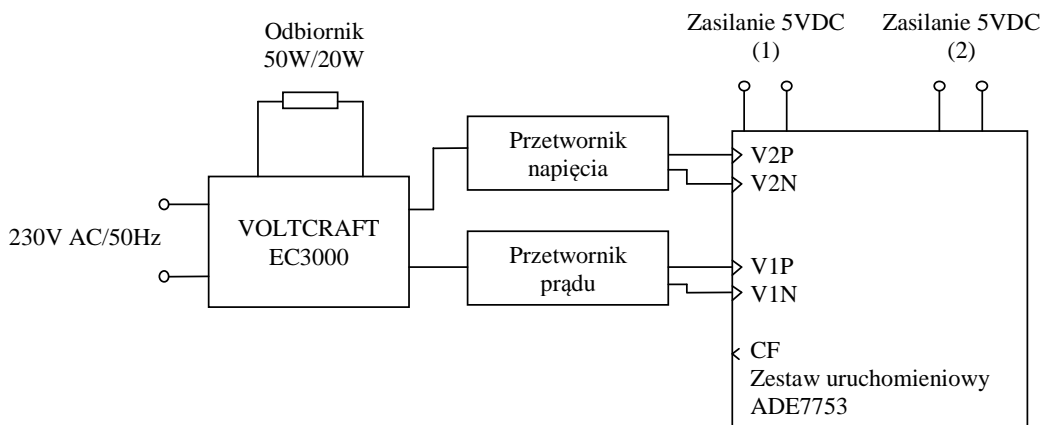 Odbiornik
50W/20W
Zasilanie 5VDC
(1)
Zasilanie 5VDC
(2)
230V AC/50Hz
VOLTCRAFT
EC3000
Przetwornik
napięcia
Przetwornik
prądu
V2P
V2N
V1P
V1N
CF
Zestaw uruchomieniowy
ADE7753